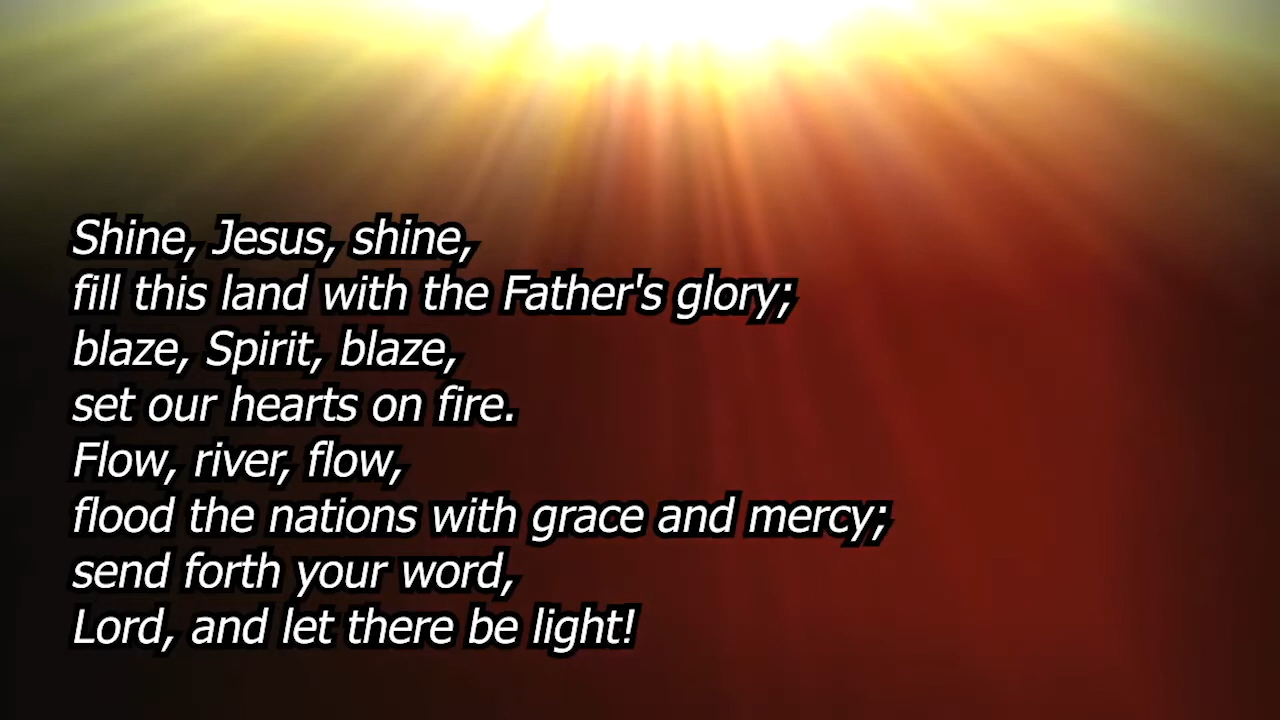 Shine, Jesus, shine,
fill this land with the Father's glory;
blaze, Spirit, blaze,
set our hearts on fire.
Flow, river, flow,
flood the nations with grace and mercy;
send forth your word,
Lord, and let there be light!